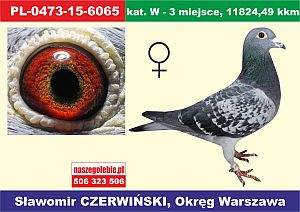 PL-0473-15-6065 kat. W - 3 miejsce, 11824,49 kkm
naszegolebie.pl
506 323 506
Sławomir CZERWIŃSKI, Okręg Warszawa